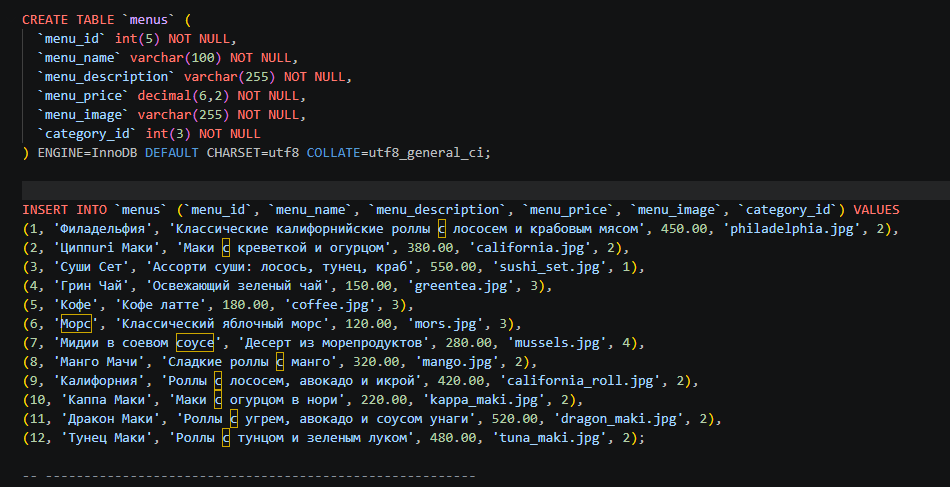 CREATE TABLE `menus` (
`menu_id` int(5) NOT NULL,
`menu_name` varchar(100) NOT NULL,
`menu_description` varchar(255) NOT NULL,
`menu_price` decimal(6,2) NOT NULL,
`menu_image` varchar(255) NOT NULL,
`category_id` int(3) NOT NULL
) ENGINE=InnoDB DEFAULT CHARSET=utf8 COLLATE=utf8_general_ci;
INSERT INTO `menus` (`menu_id`, `menu_name`, `menu_description`, `menu_price`, `menu_image`, `category_id`) VALUES
(1, 'Филадельфия', 'Классические калифорнийские роллы с лососем и крабовым мясом', 450.00, 'philadelphia.jpg', 2),
(2, 'Циппuri Маки', 'Маки с креветкой и огурцом', 380.00, 'california.jpg', 2),
(3, 'Суши Сет', 'Ассорти суши: лосось, тунец, краб', 550.00, 'sushi_set.jpg', 1),
(4, 'Грин Чай', 'Освежающий зеленый чай', 150.00, 'greentea.jpg', 3),
(5, 'Кофе', 'Кофе латте', 180.00, 'coffee.jpg', 3),
(6, 'Морс', 'Классический яблочный морс', 120.00, 'mors.jpg', 3),
(7, 'Мидии в соевом соусе', 'Десерт из морепродуктов', 280.00, 'mussels.jpg', 4),
(8, 'Манго Мачи', 'Сладкие роллы с манго', 320.00, 'mango.jpg', 2),
(9, 'Калифорния', 'Роллы с лососем, авокадо и икрой', 420.00, 'california_roll.jpg', 2),
(10, 'Каппа Маки', 'Маки с огурцом в нори', 220.00, 'kappa_maki.jpg', 2),
(11, 'Дракон Маки', 'Роллы с угрем, авокадо и соусом унаги', 520.00, 'dragon_maki.jpg', 2),
(12, 'Тунец Маки', 'Роллы с тунцом и зеленым луком', 480.00, 'tuna_maki.jpg', 2);
-- --------------------------------------------------------